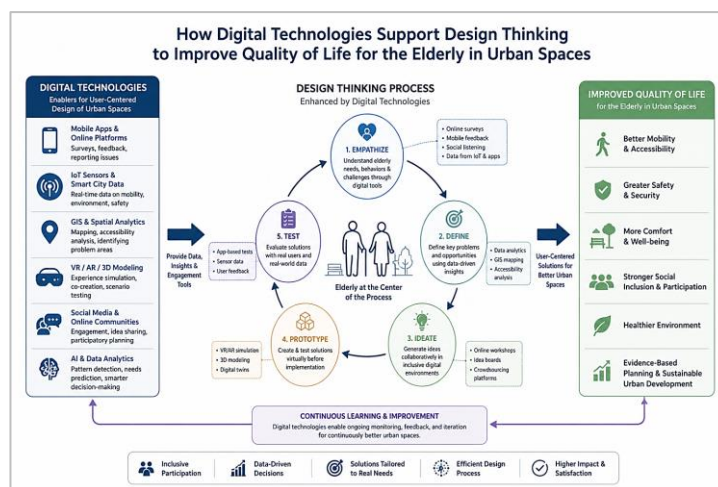 How Digital Technologies Support Design Thinking
to Improve Quality of Life for the Elderly in Urban Spaces
DIGITAL TECHNOLOGIES
Enablers for User-Centered
Design of Urban Spaces
Mobile Apps &
Online Platforms
Surveys, feedback,
reporting issues
IoT Sensors &
Smart City Data
Real-time data on mobility,
environment, safety
GIS & Spatial Analytics
Mapping, accessibility
analysis, identifying
problem areas
VR / AR / 3D Modeling
Experience simulation,
co-creation, scenario
testing
Social Media &
Online Communities
Engagement, idea sharing,
participatory planning
AI & Data Analytics
Pattern detection, needs
prediction, smarter
decision-making
Provide Data,
Insights &
Engagement
Tools
DESIGN THINKING PROCESS
Enhanced by Digital Technologies
1. EMPATHIZE
Understand elderly
needs, behaviors
& challenges through
digital tools
• Online surveys
• Mobile feedback
• Social listening
• Data from IoT & apps
2. DEFINE
Define key problems
and opportunities
using data-driven
insights
• Data analytics
• GIS mapping
• Accessibility
analysis
3. IDEATE
Generate ideas
collaboratively in
inclusive digital
environments
• Online workshops
• Idea boards
• Crowdsourcing
platforms
4. PROTOTYPE
Create & test solutions
virtually before
implementation
• VR/AR simulation
• 3D modeling
• Digital twins
5. TEST
Evaluate solutions
with real users and
real-world data
• App-based tests
• Sensor data
• User feedback
Elderly at the Center
of the Process
User-Centered
Solutions for
Better Urban
Spaces
IMPROVED QUALITY OF LIFE
for the Elderly in Urban Spaces
Better Mobility
& Accessibility
Greater Safety
& Security
More Comfort
& Well-being
Stronger Social
Inclusion & Participation
Healthier Environment
Evidence-Based
Planning & Sustainable
Urban Development
CONTINUOUS LEARNING & IMPROVEMENT
Digital technologies enable ongoing monitoring, feedback, and iteration
for continuously better urban spaces.
Inclusive
Participation
Data-Driven
Decisions
Solutions Tailored
to Real Needs
Efficient Design
Process
Higher Impact &
Satisfaction